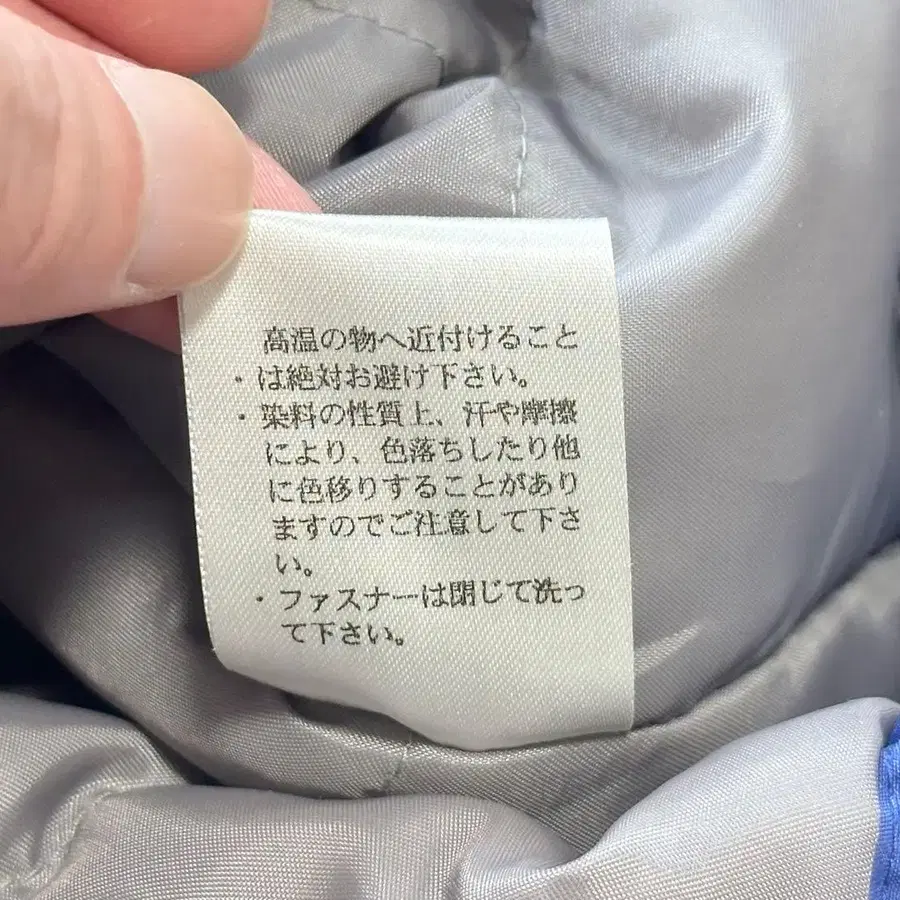 高温の物へ近付けること
・は絶対お避け下さい。
・染料の性質上、汗や摩擦
により、色落ちしたり他
に色移りすることがあり
ますのでご注意して下さ
い。
・ファスナーは閉じて洗っ
て下さい。